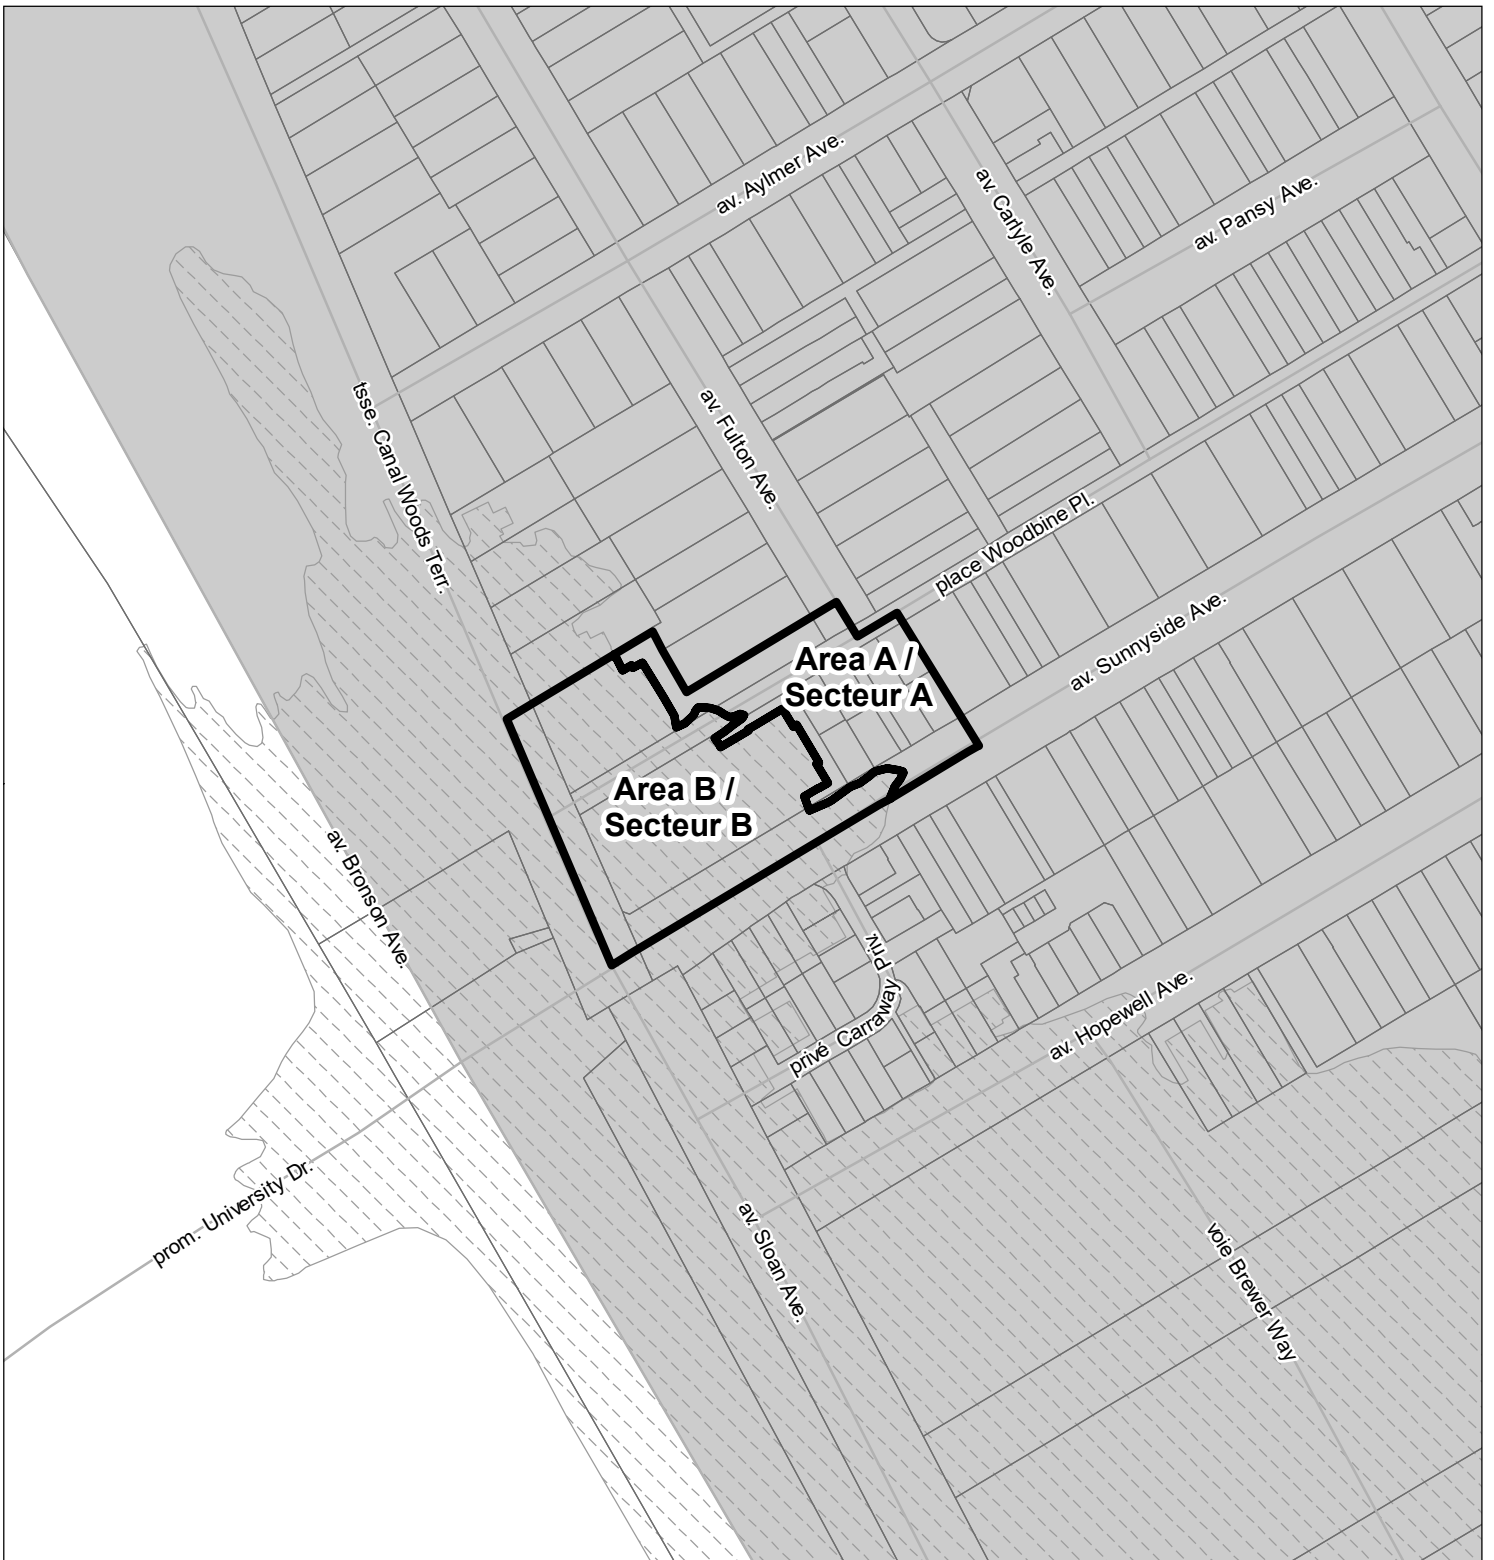 av. Aylmer Ave.
av. Carlyle Ave.
av. Pansy Ave.
tsse. Canal Woods Terr.
av. Fulton Ave.
place Woodbine Pl.
av. Sunnyside Ave.
Area A /
Secteur A
Area B /
Secteur B
av. Bronson Ave.
privé Carraway Priv.
av. Hopewell Ave.
prom. University Dr.
av. Sloan Ave.
voie Brewer Way